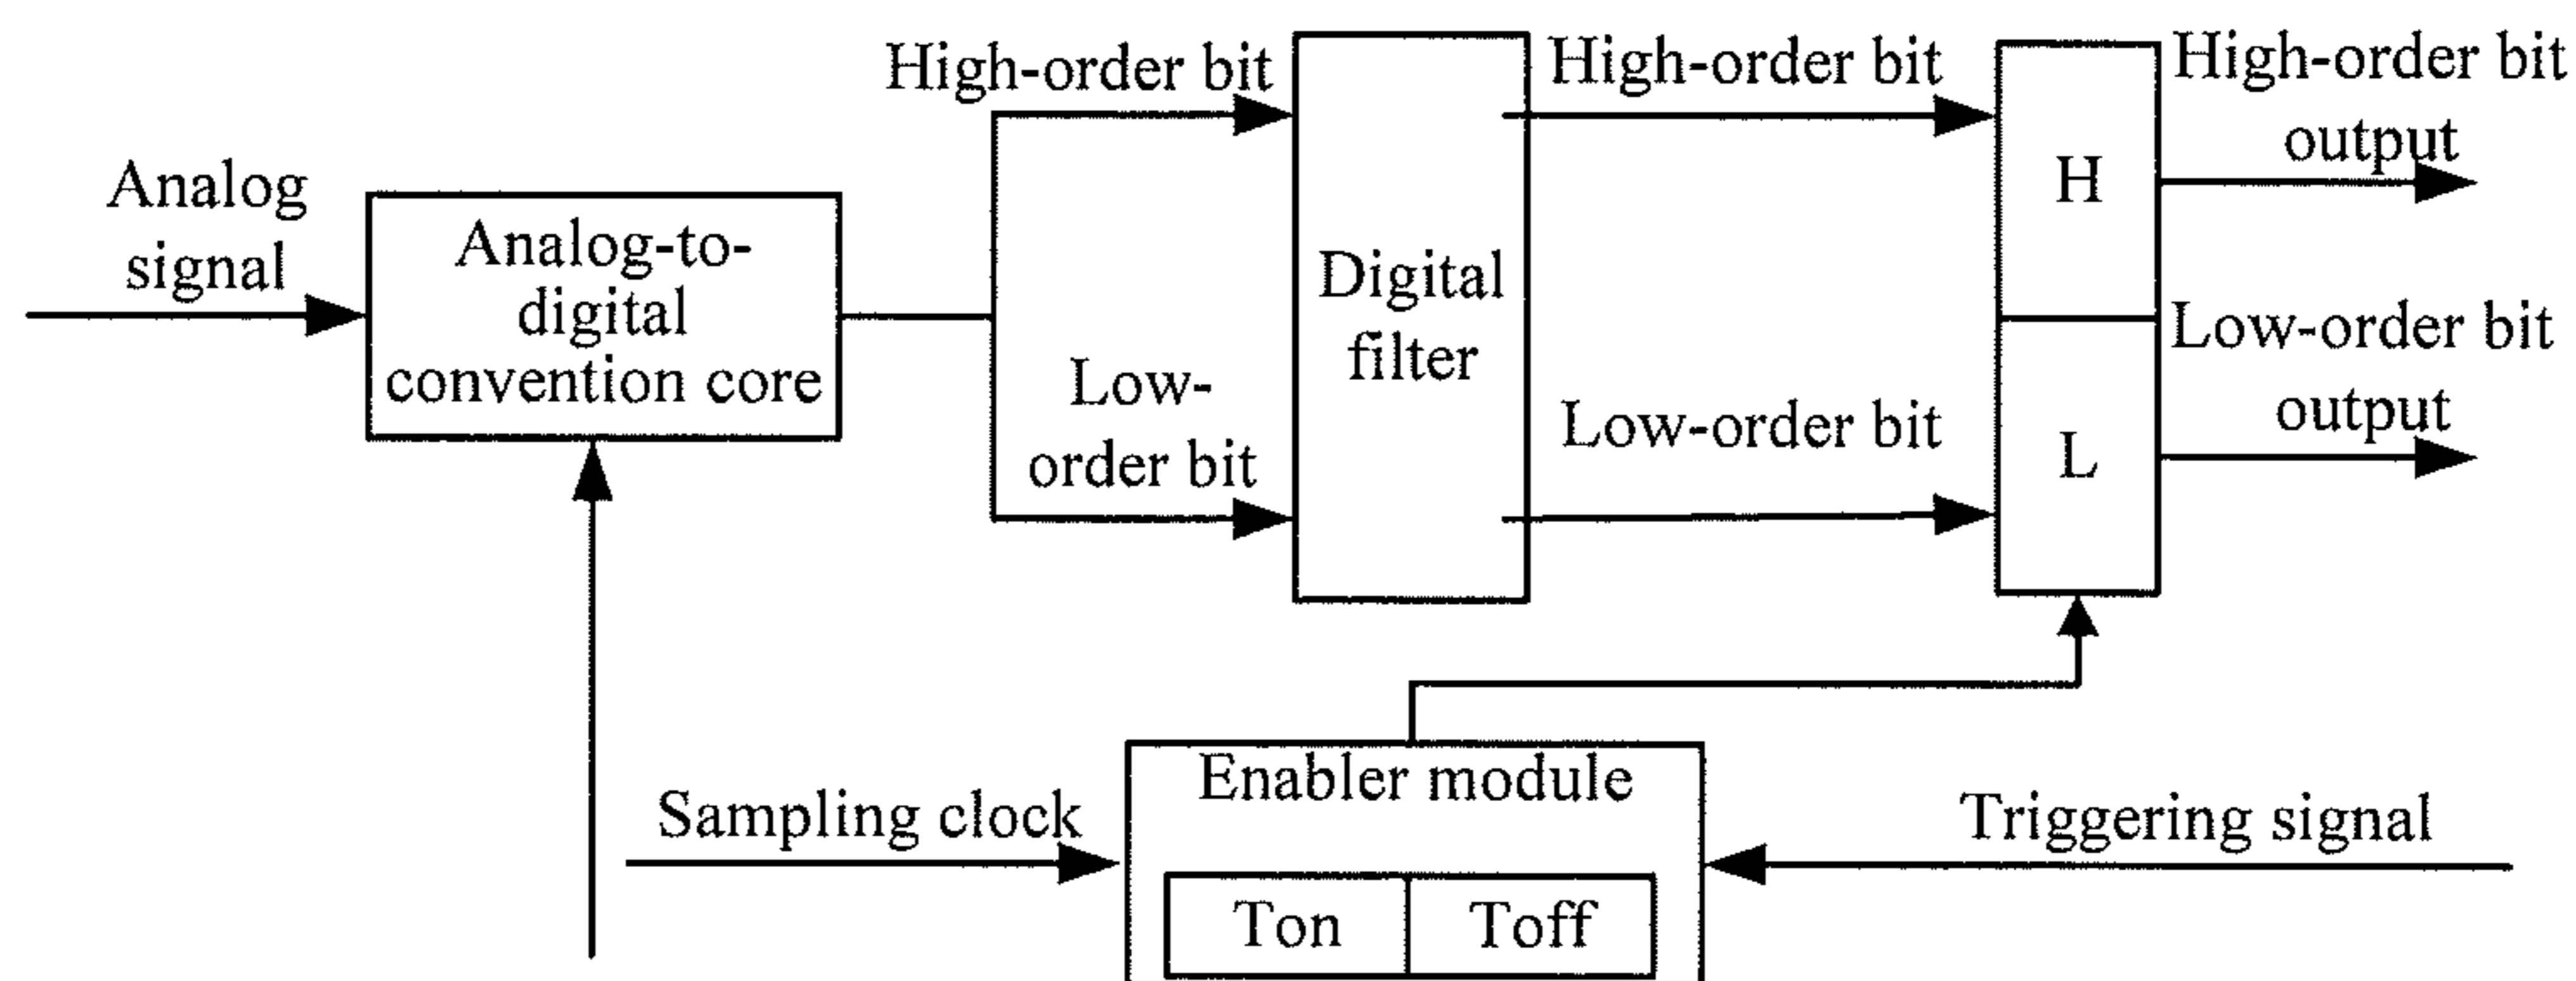 Analog
signal
Analog-to-
digital
convention core
High-order bit
Low-
order bit
Digital
filter
High-order bit
Low-order bit
H
L
High-order bit
output
Low-order bit
output
Sampling clock
Enabler module
Ton
Toff
Triggering signal